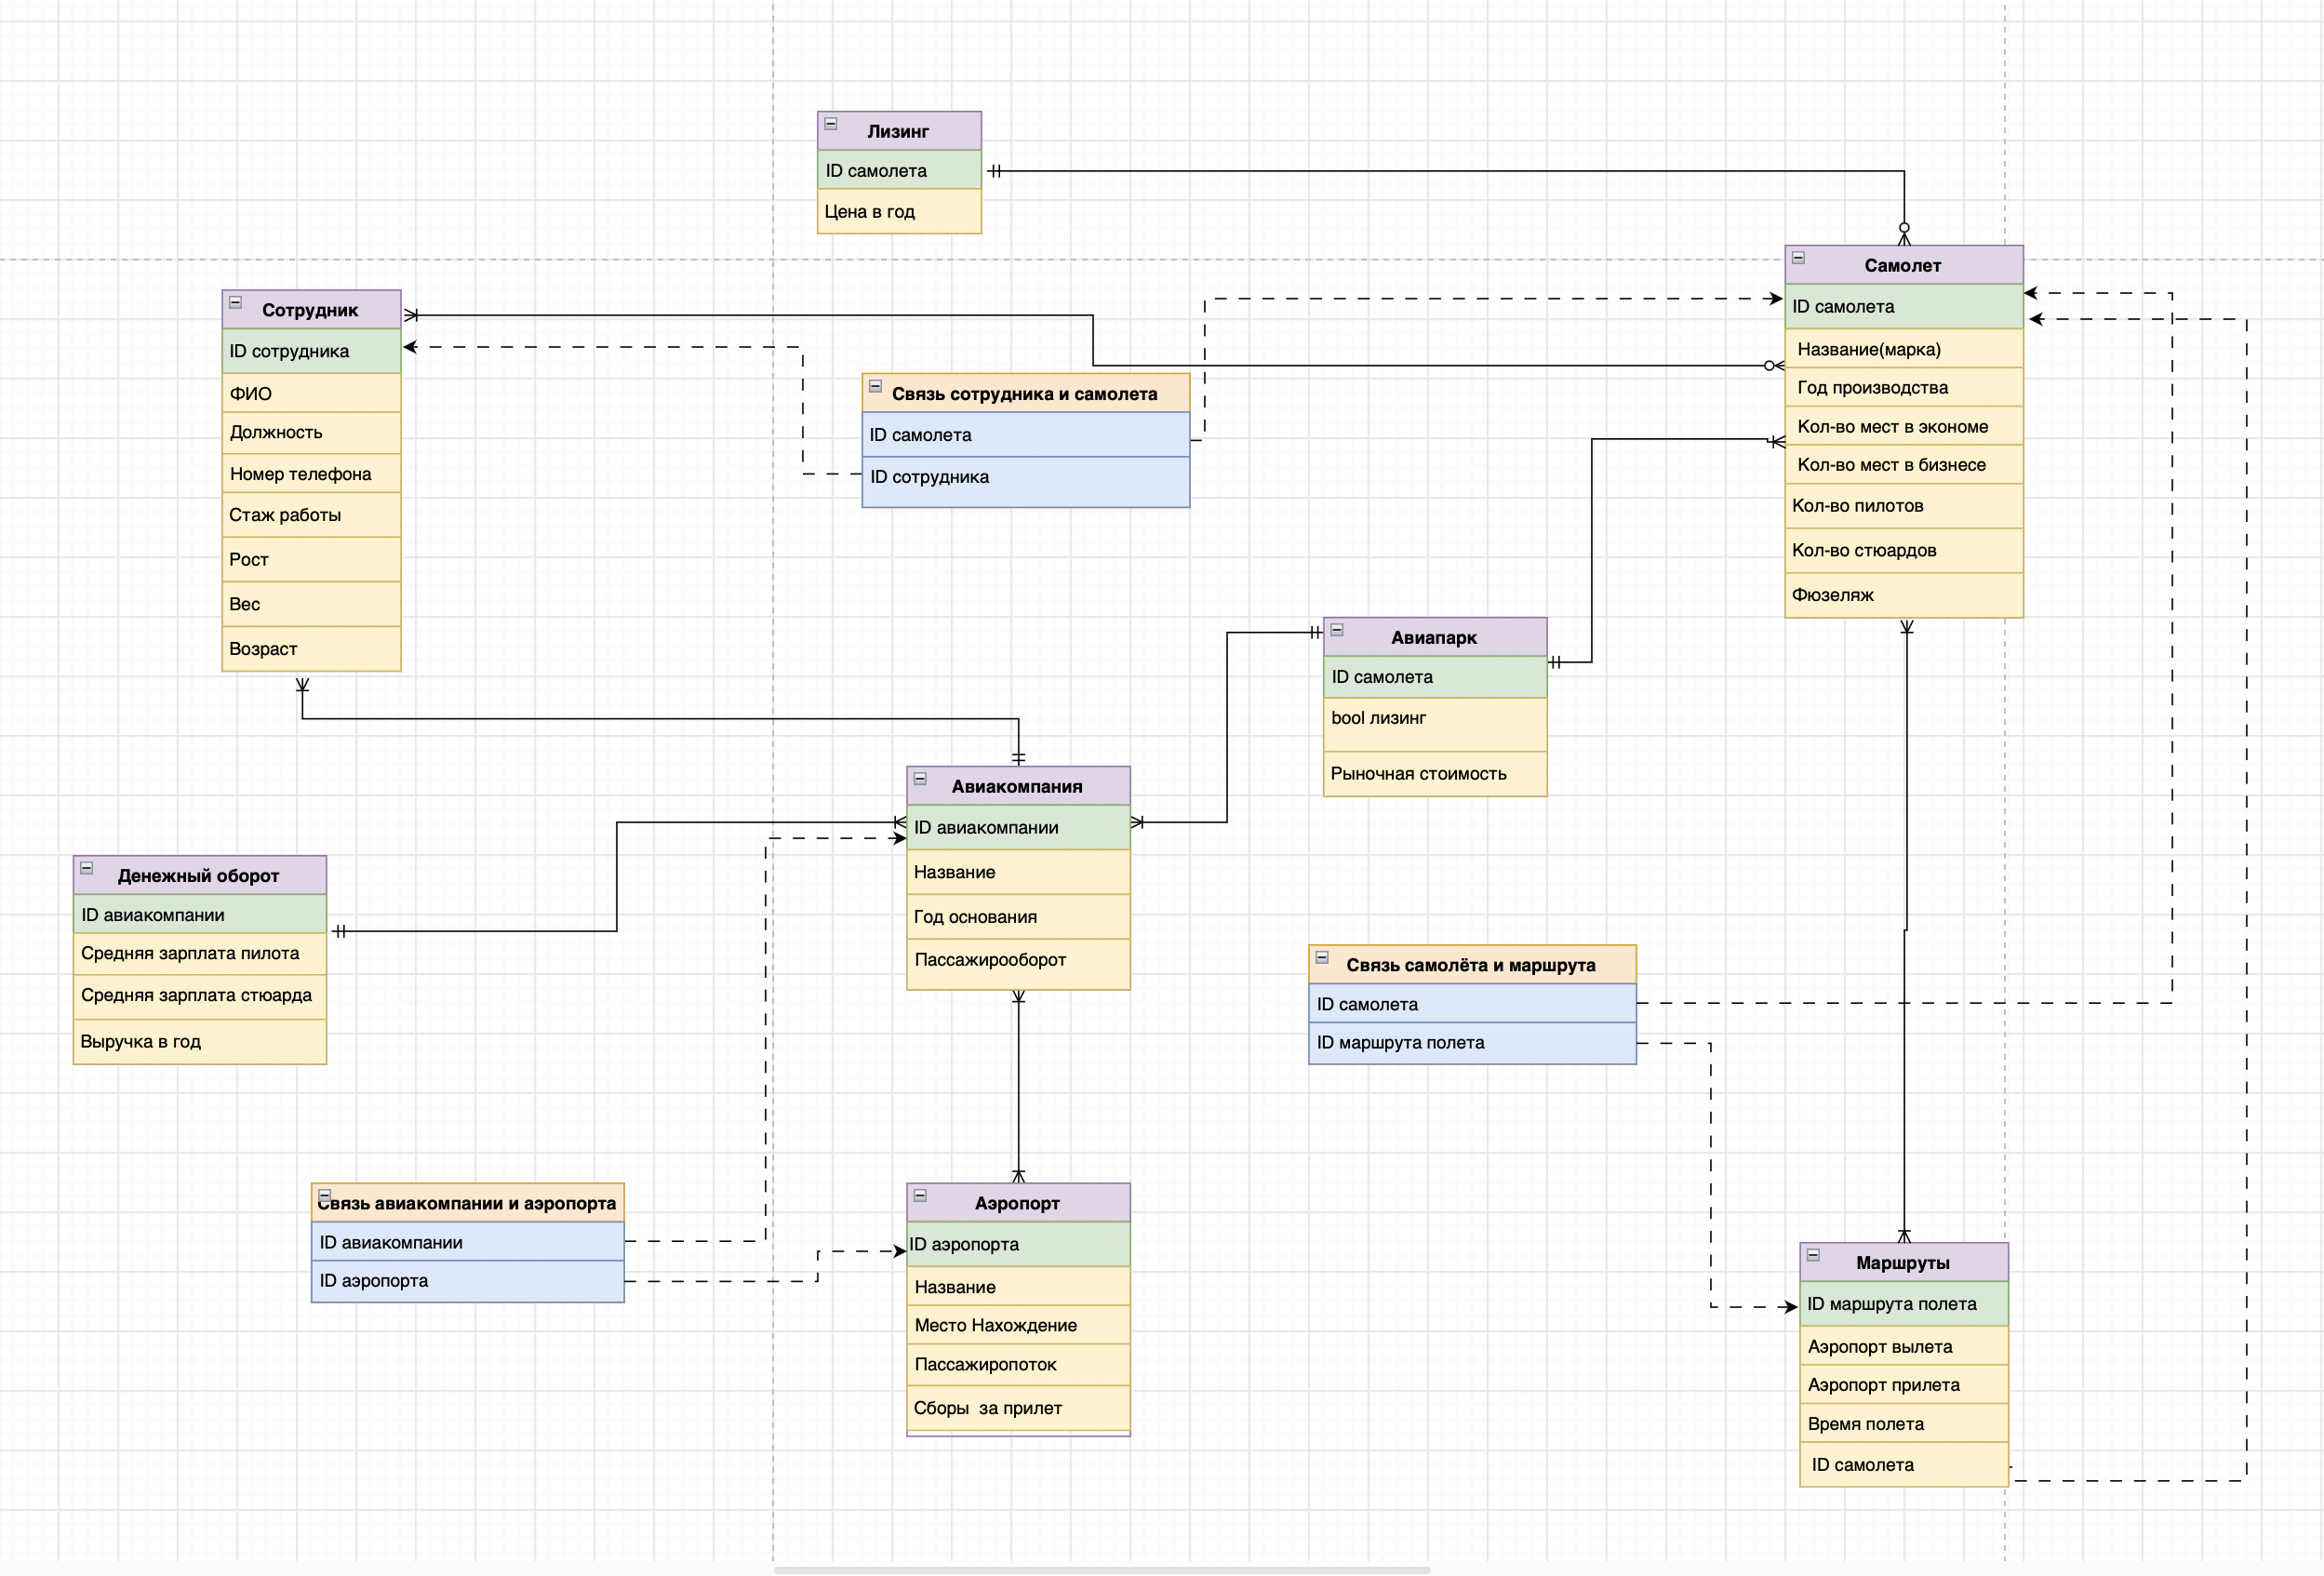 Лизинг
ID самолета
Цена в год
Самолет
ID самолета
Название(марка)
Год производства
Кол-во мест в экономе
Кол-во мест в бизнесе
Кол-во пилотов
Кол-во стюардов
Фюзеляж
Сотрудник
ID сотрудника
ФИО
Должность
Номер телефона
Стаж работы
Рост
Вес
Возраст
Связь сотрудника и самолета
ID самолета
ID сотрудника
Авиапарк
ID самолета
bool лизинг
Рыночная стоимость
Авиакомпания
ID авиакомпании
Название
Год основания
Пассажирооборот
Денежный оборот
ID авиакомпании
Средняя зарплата пилота
Средняя зарплата стюарда
Выручка в год
Связь самолёта и маршрута
ID самолета
ID маршрута полета
Связь авиакомпании и аэропорта
ID авиакомпании
ID аэропорта
Аэропорт
ID аэропорта
Название
Место Нахождение
Пассажиропоток
Сборы  за прилет
Маршруты
ID маршрута полета
Аэропорт вылета
Аэропорт прилета
Время полета
ID самолета